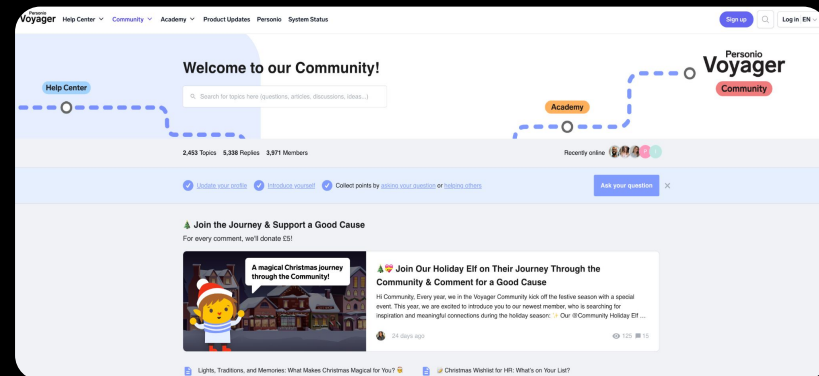 Personio
Voyager
Help Center
Community
Academy
Product Updates
Personio
System Status
Sign up
Log in
EN
Welcome to our Community!
Search for topics here (questions, articles, discussions, ideas...)
Help Center
Academy
Personio
Voyager
Community
2,453 Topics 5,338 Replies 3,971 Members
Recently online
Update your profile
Introduce yourself
Collect points by asking your question or helping others
Ask your question
🎄 Join the Journey & Support a Good Cause
For every comment, we'll donate £5!
A magical Christmas journey
through the Community!
🎄💝 Join Our Holiday Elf on Their Journey Through the
Community & Comment for a Good Cause
Hi Community, Every year, we in the Voyager Community kick off the festive season with a special
event. This year, we are excited to introduce you to our newest member, who is searching for
inspiration and meaningful connections during the holiday season: ✨ Our @Community Holiday Elf ...
24 days ago
125
15
Lights, Traditions, and Memories: What Makes Christmas Magical for You?
Christmas Wishlist for HR: What's on Your List?